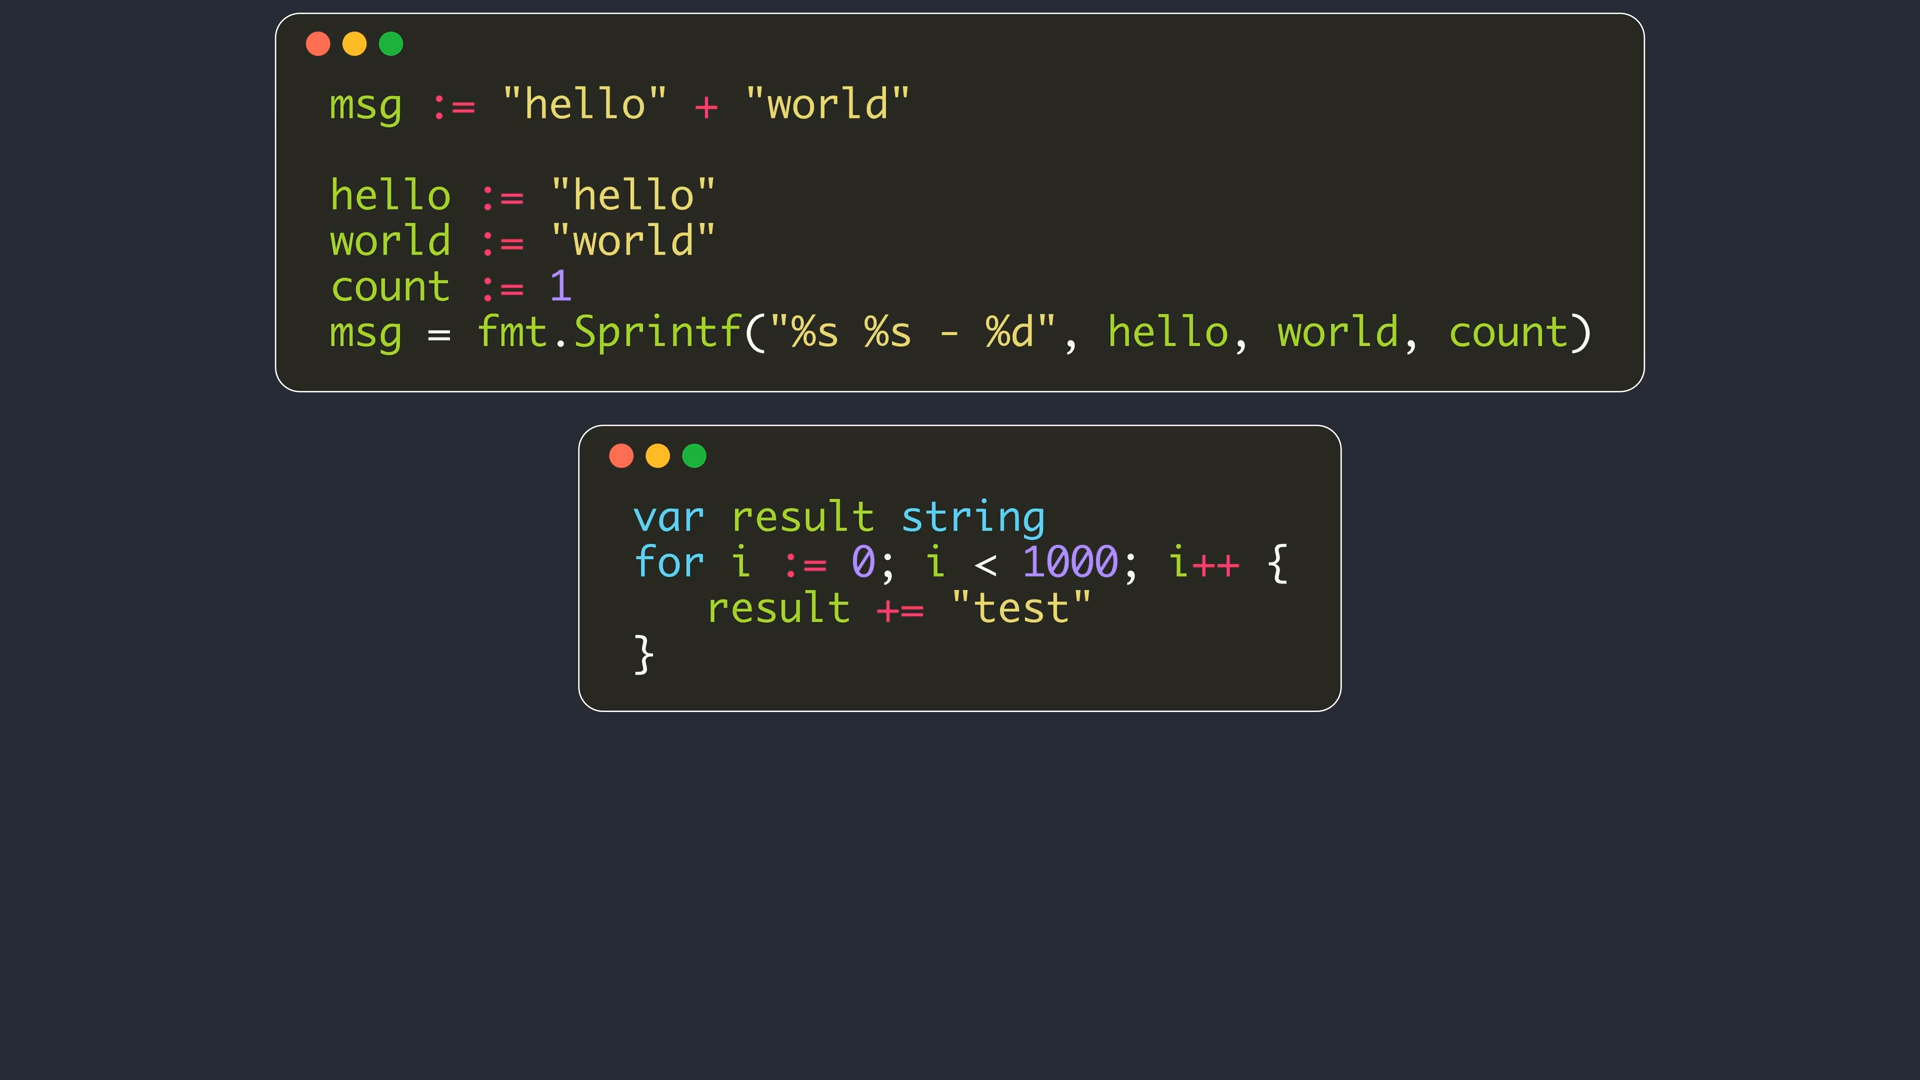 msg := "hello" + "world"
hello := "hello"
world := "world"
count := 1
msg = fmt.Sprintf("%s %s - %d", hello, world, count)
var result string
for i := 0; i < 1000; i++ {
result += "test"
}